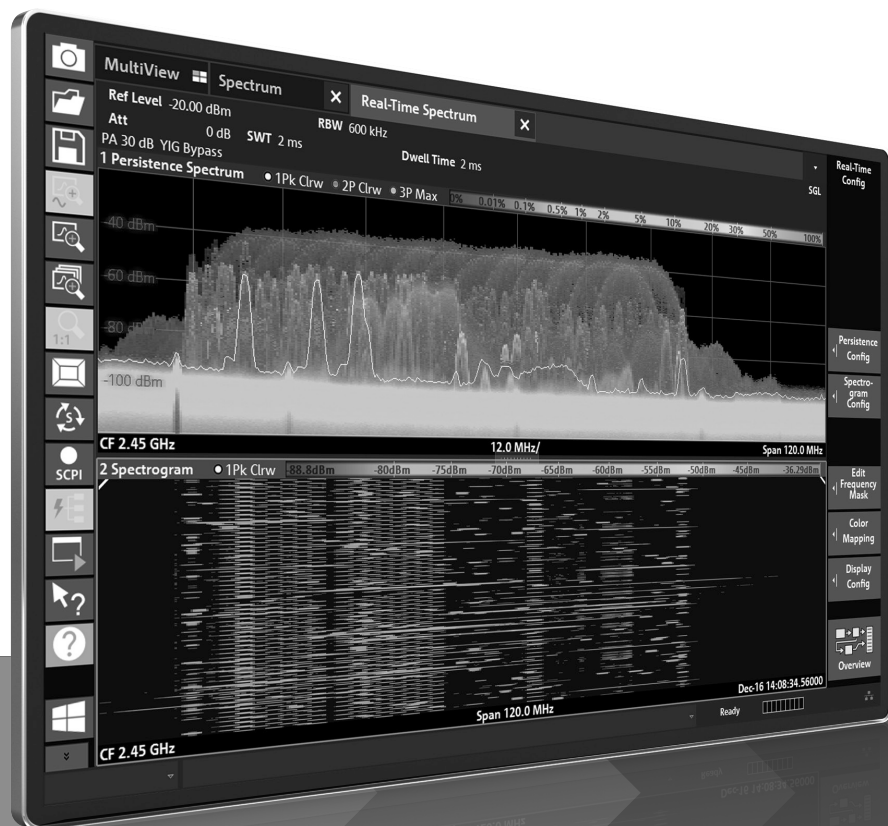 MultiView
Spectrum
Real-Time Spectrum
Ref Level -20.00 dBm
RBW 600 kHz
Att 0 dB SWT 2 ms
Dwell Time 2 ms
PA 30 dB YIG Bypass
SGL
1 Persistence Spectrum
1Pk Clrw 2P Clrw 3P Max
0% 0.01% 0.1% 0.5% 1% 2% 5% 10% 20% 30% 50% 100%
-40 dBm
-60 dBm
-80 dBm
-100 dBm
CF 2.45 GHz
12.0 MHz/
Span 120.0 MHz
2 Spectrogram
1Pk Clrw
-88.8dBm -80dBm -75dBm -70dBm -65dBm -60dBm -55dBm -50dBm -45dBm -36.29dBm
Dec-16 14:08:34.56000
CF 2.45 GHz
Span 120.0 MHz
Ready
1:1
S
SCPI
?
?
Real-Time
Config
Persistence
Config
Spectro-
gram
Config
Edit
Frequency
Mask
Color
Mapping
Display
Config
Overview